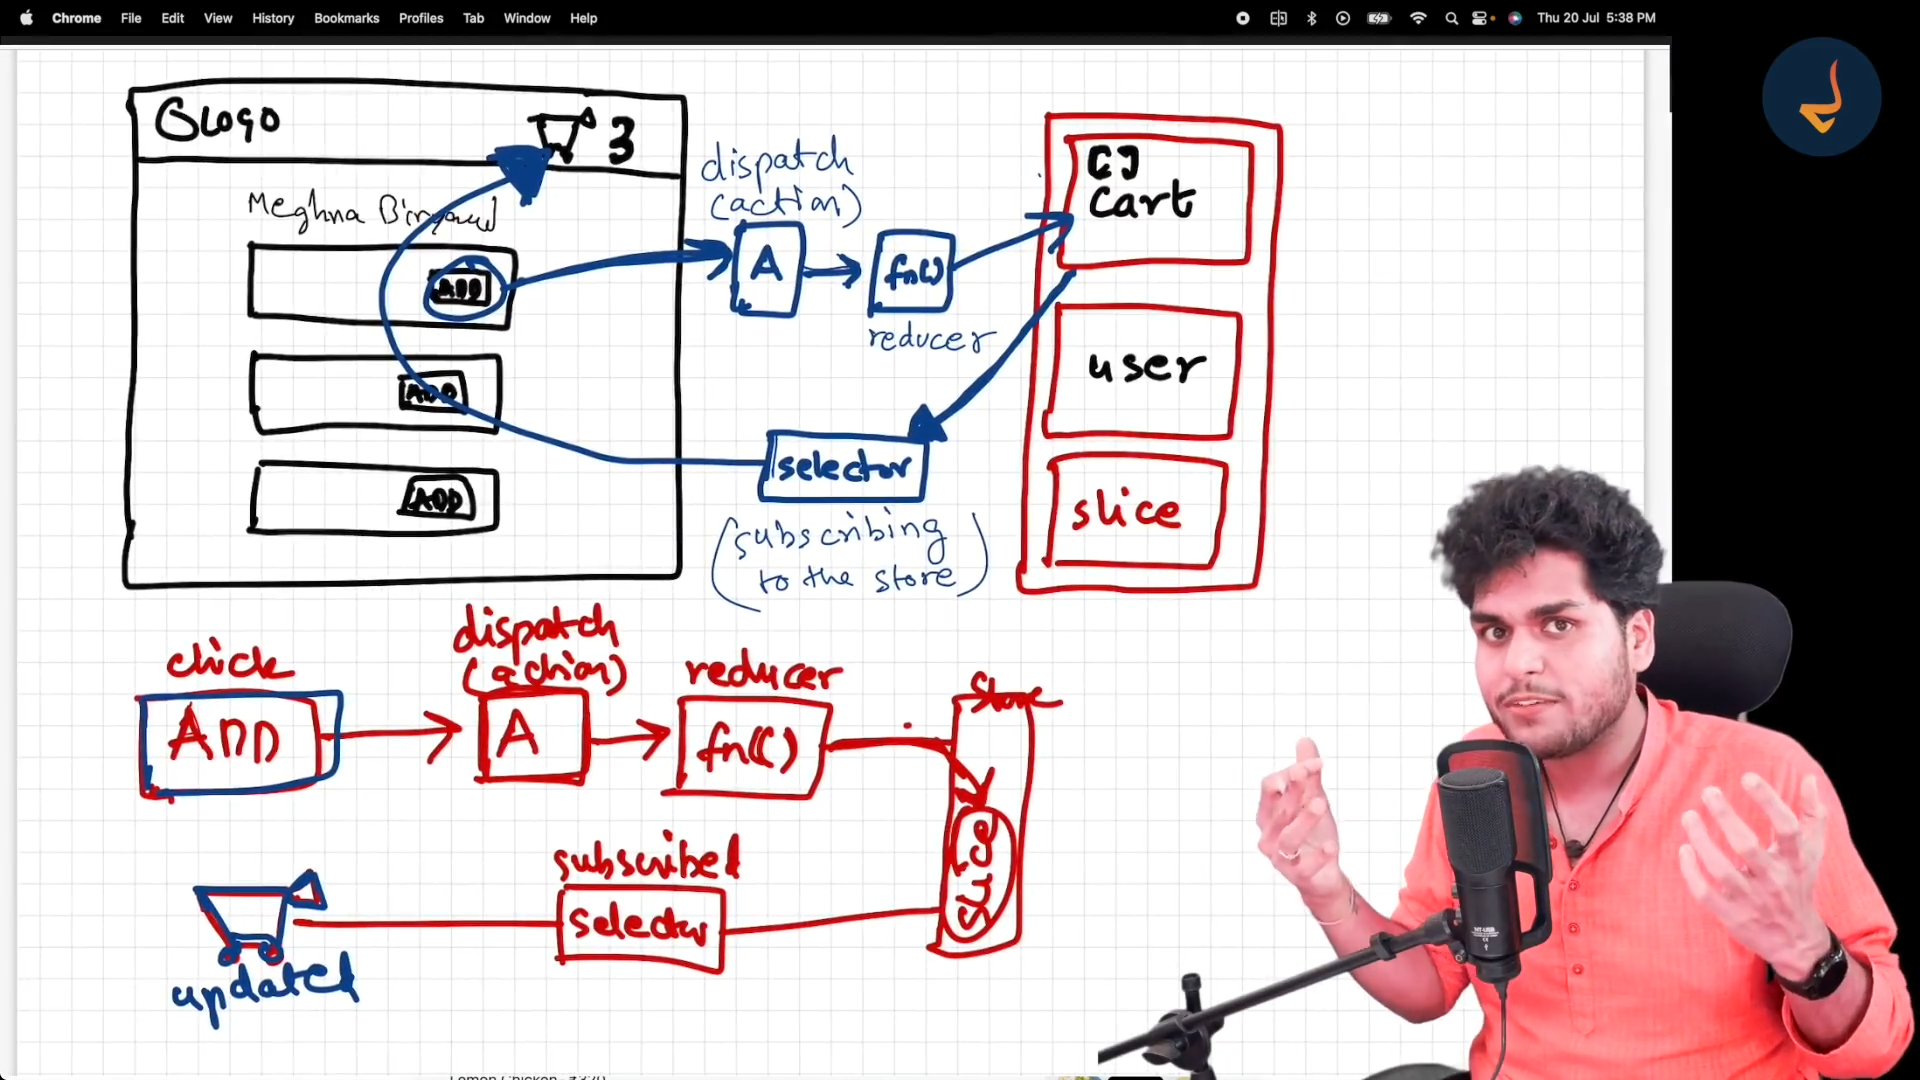 Chrome File Edit View History Bookmarks Profiles Tab Window Help
Thu 20 Jul 5:38 PM
Logo
3
Meghna Biryani
ADD
ADD
ADD
dispatch
(action)
A
fn()
reducer
[]
Cart
user
slice
selector
(subscribing
to the store)
click
ADD
dispatch
(action)
A
reducer
fn()
Store
slice
subscribed
selector
updated